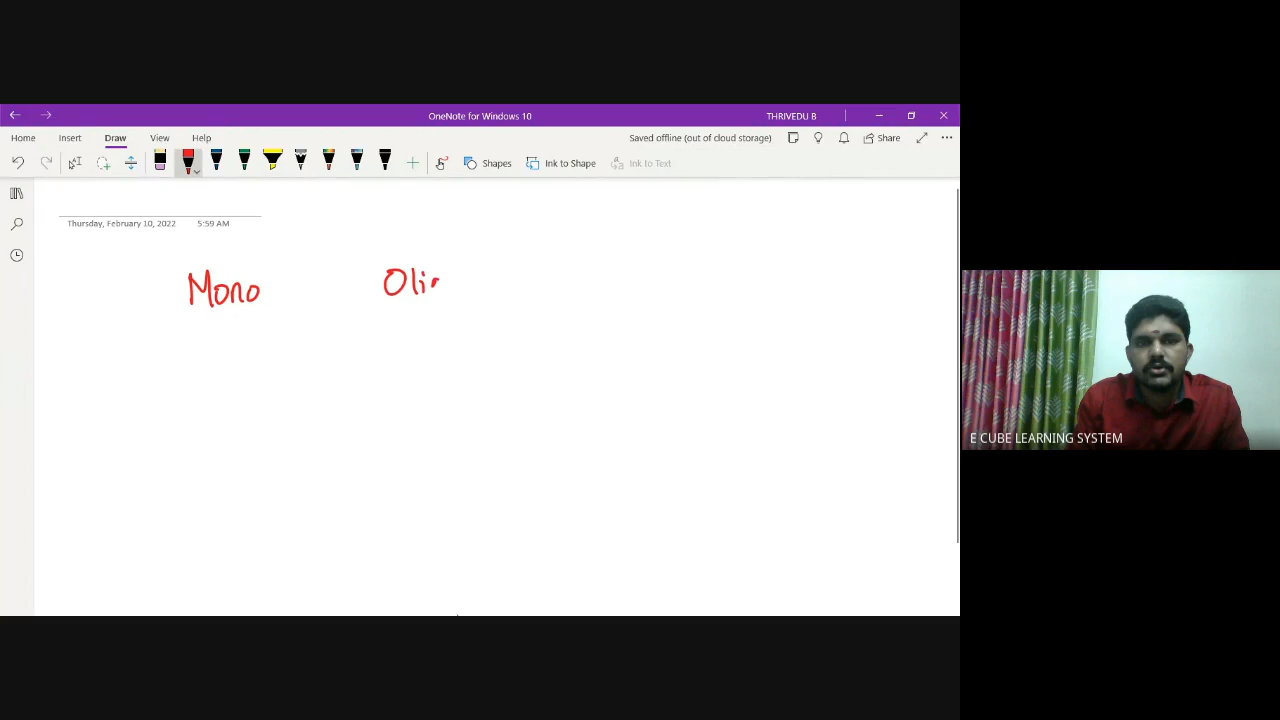 OneNote for Windows 10
THRIVEDU B
Home Insert Draw View Help
Saved offline (out of cloud storage) Share
Shapes Ink to Shape Ink to Text
Thursday, February 10, 2022 5:59 AM
Mono Oli
E CUBE LEARNING SYSTEM